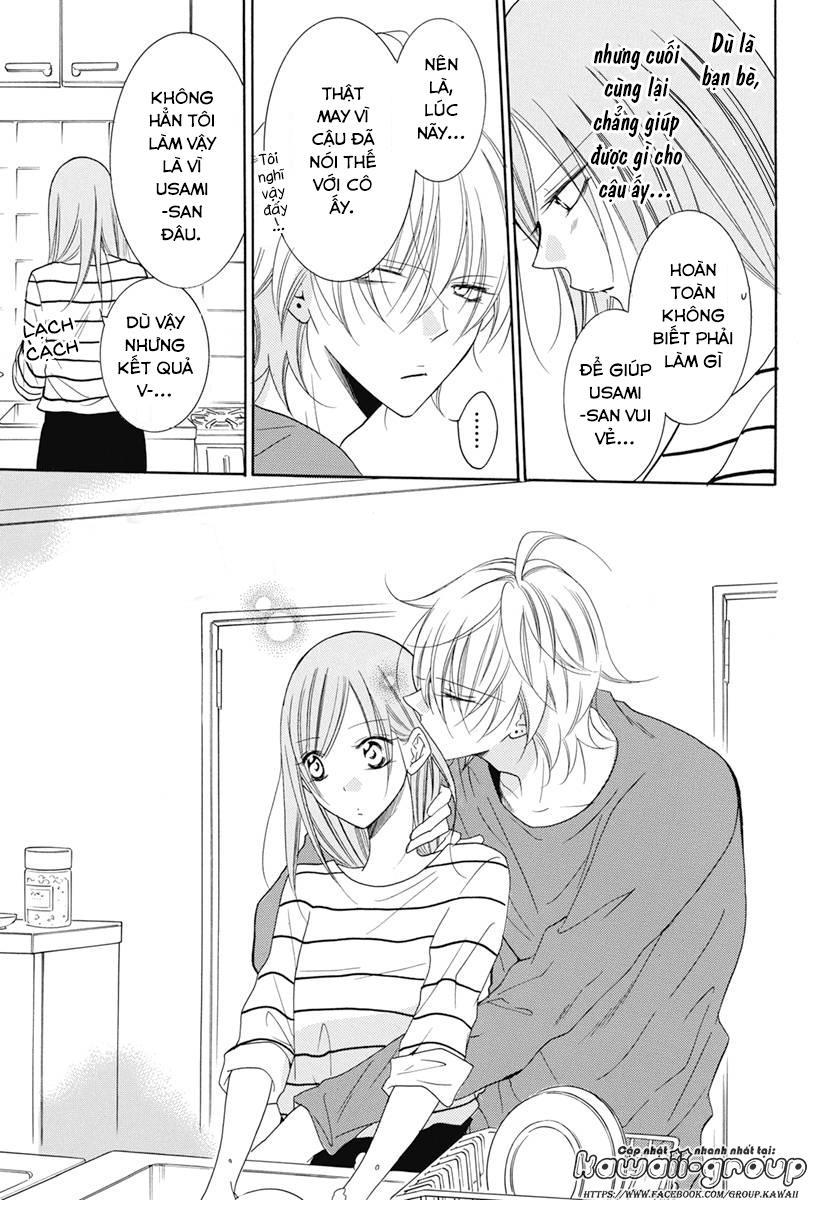 Dù là
bạn bè,
nhưng cuối
cùng lại
chẳng giúp
được gì cho
cậu ấy...
HOÀN
TOÀN
KHÔNG
BIẾT PHẢI
LÀM GÌ
ĐỂ GIÚP
USAMI
-SAN VUI
VẺ...
NÊN
LÀ,
LÚC
NÃY...
THẬT
MAY VÌ
CẬU ĐÃ
NÓI THẾ
VỚI CÔ
ẤY.
Tôi
nghĩ
vậy
đấy
!...
KHÔNG
HẲN TÔI
LÀM VẬY
LÀ VÌ
USAMI
-SAN
ĐÂU.
DÙ VẬY
NHƯNG
KẾT QUẢ
V-...
LẠCH
CẠCH
Cập nhật nhanh nhất tại:
kawaii-group
HTTPS://WWW.FACEBOOK.COM/GROUP.KAWAII